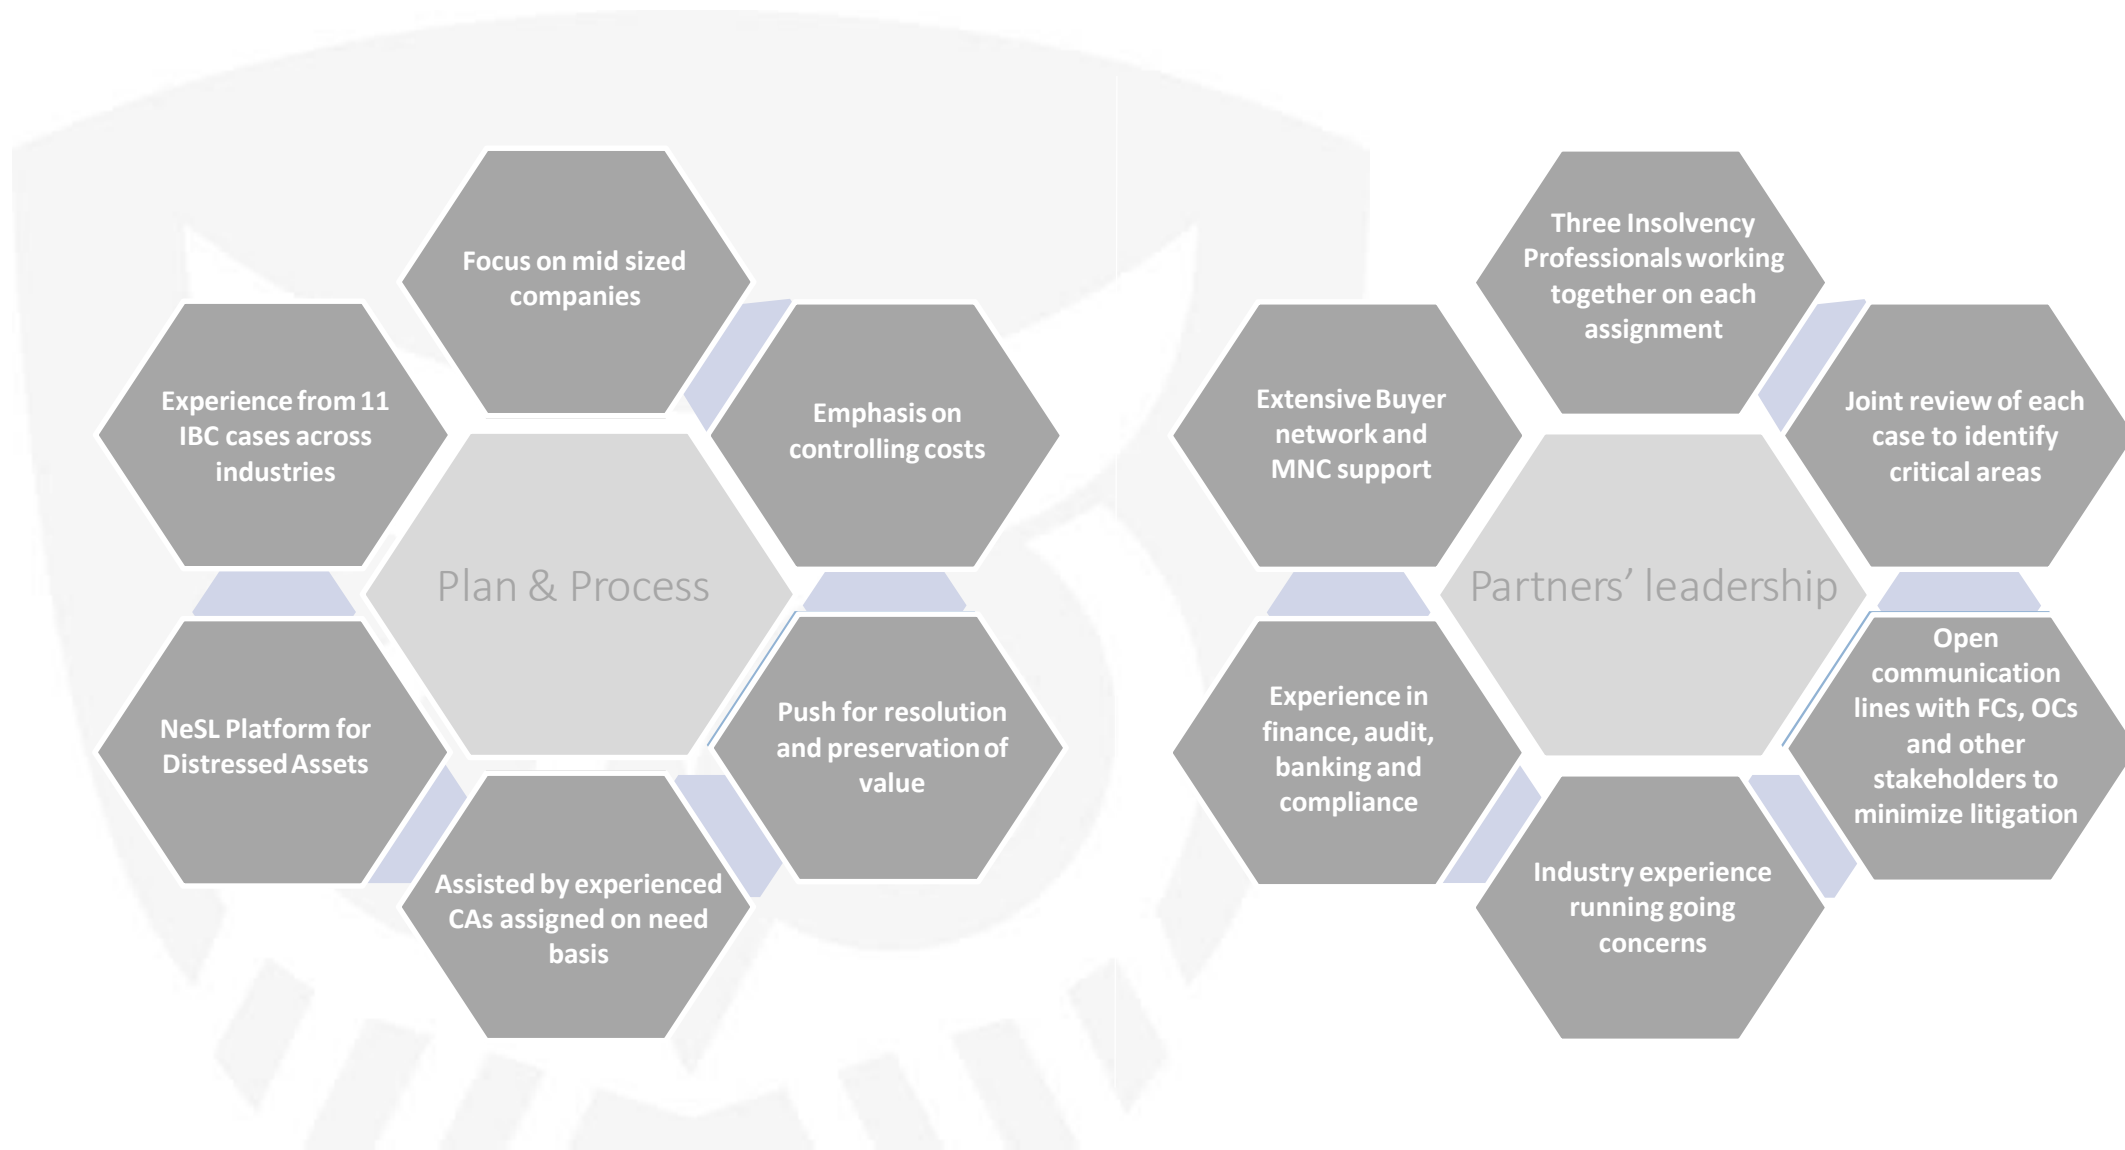 Focus on mid sized
companies
Emphasis on
controlling costs
Push for resolution
and preservation of
value
Assisted by experienced
CAs assigned on need
basis
NeSL Platform for
Distressed Assets
Experience from 11
IBC cases across
industries
Plan & Process
Three Insolvency
Professionals working
together on each
assignment
Joint review of each
case to identify
critical areas
Open
communication
lines with FCs, OCs
and other
stakeholders to
minimize litigation
Industry experience
running going
concerns
Experience in
finance, audit,
banking and
compliance
Extensive Buyer
network and
MNC support
Partners’ leadership